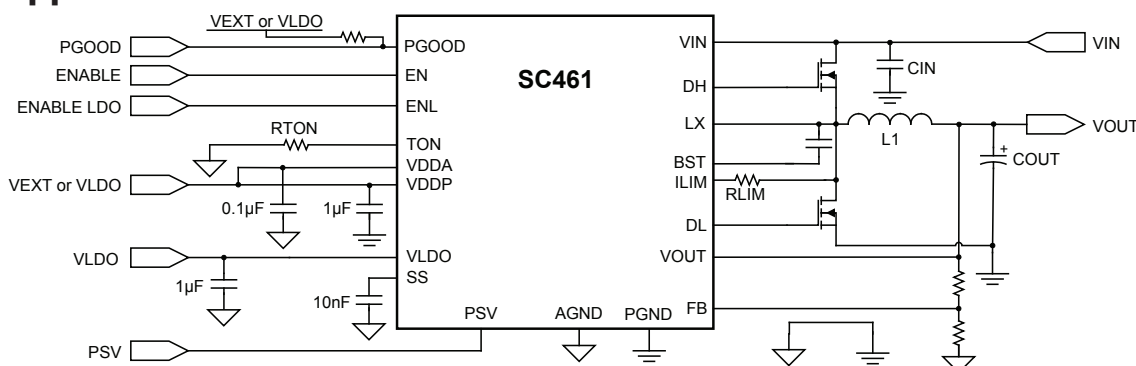 VEXT or VLDO
PGOOD
ENABLE
ENABLE LDO
RTON
VEXT or VLDO
0.1µF
1µF
VLDO
1µF
10nF
PSV
SC461
PGOOD
EN
ENL
TON
VDDA
VDDP
VLDO
SS
PSV
AGND
PGND
VIN
DH
LX
BST
ILIM
DL
VOUT
FB
VIN
CIN
L1
VOUT
+
COUT
RLIM